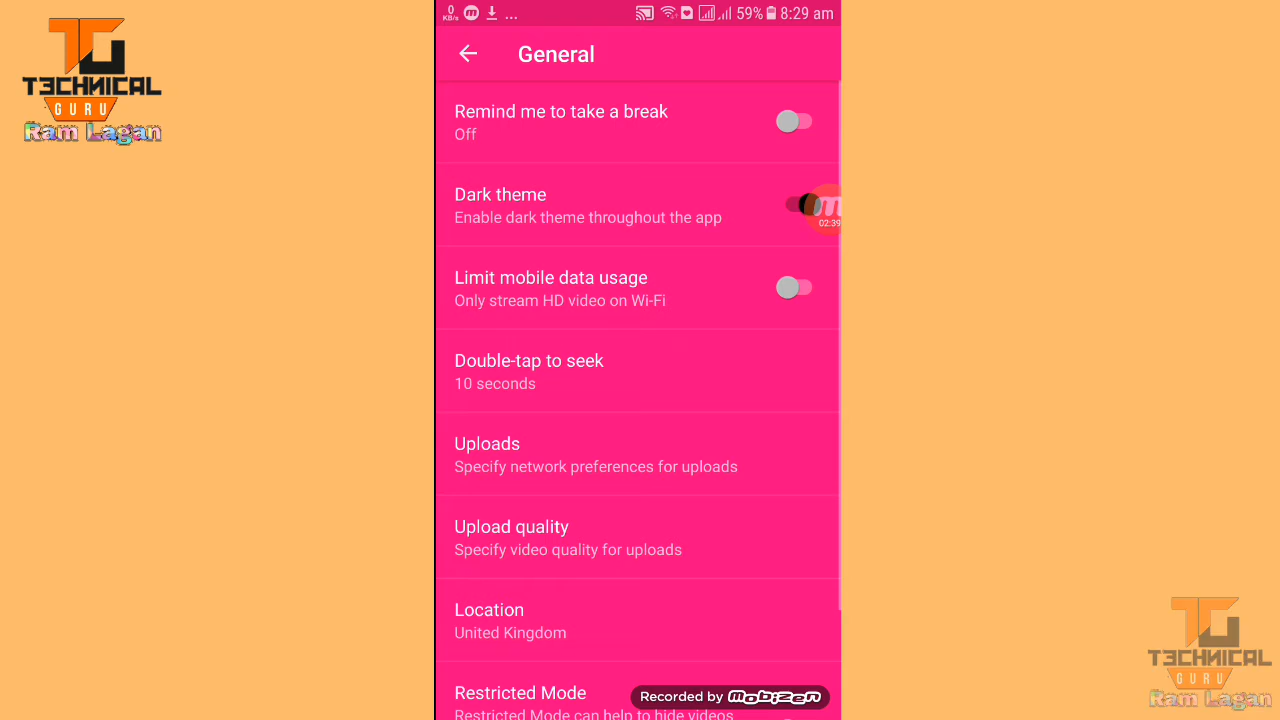 0
KB/s
...
59%
8:29 am
TECHNICAL
GURU
Ram Lagan
General
Remind me to take a break
Off
Dark theme
Enable dark theme throughout the app
02:39
Limit mobile data usage
Only stream HD video on Wi-Fi
Double-tap to seek
10 seconds
Uploads
Specify network preferences for uploads
Upload quality
Specify video quality for uploads
Location
United Kingdom
Restricted Mode
Restricted Mode can help to hide videos
Recorded by mobizen
TECHNICAL
GURU
Ram Lagan